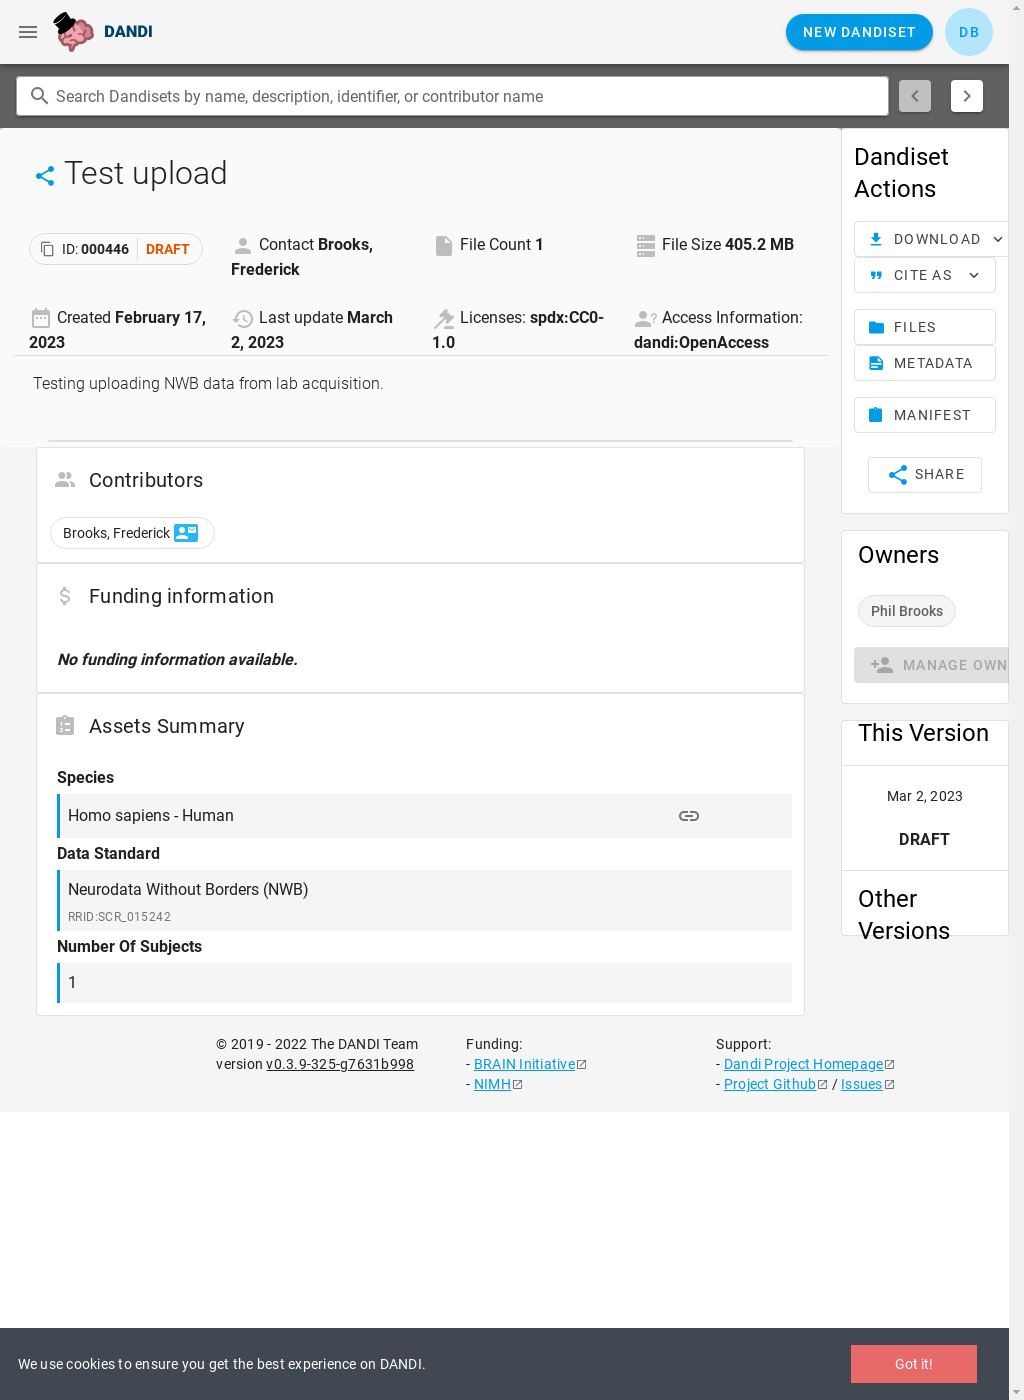 DANDI
NEW DANDISET
DB
Search Dandisets by name, description, identifier, or contributor name
Test upload
ID: 000446 DRAFT
Contact Brooks, Frederick
File Count 1
File Size 405.2 MB
Created February 17, 2023
Last update March 2, 2023
Licenses: spdx:CC0-1.0
Access Information: dandi:OpenAccess
Testing uploading NWB data from lab acquisition.
Contributors
Brooks, Frederick
Funding information
No funding information available.
Assets Summary
Species
Homo sapiens - Human
Data Standard
Neurodata Without Borders (NWB)
RRID:SCR_015242
Number Of Subjects
1
Dandiset
Actions
DOWNLOAD
CITE AS
FILES
METADATA
MANIFEST
SHARE
Owners
Phil Brooks
MANAGE OWN
This Version
Mar 2, 2023
DRAFT
Other
Versions
© 2019 - 2022 The DANDI Team
version v0.3.9-325-g7631b998
Funding:
- BRAIN Initiative
- NIMH
Support:
- Dandi Project Homepage
- Project Github / Issues
We use cookies to ensure you get the best experience on DANDI.
Got it!